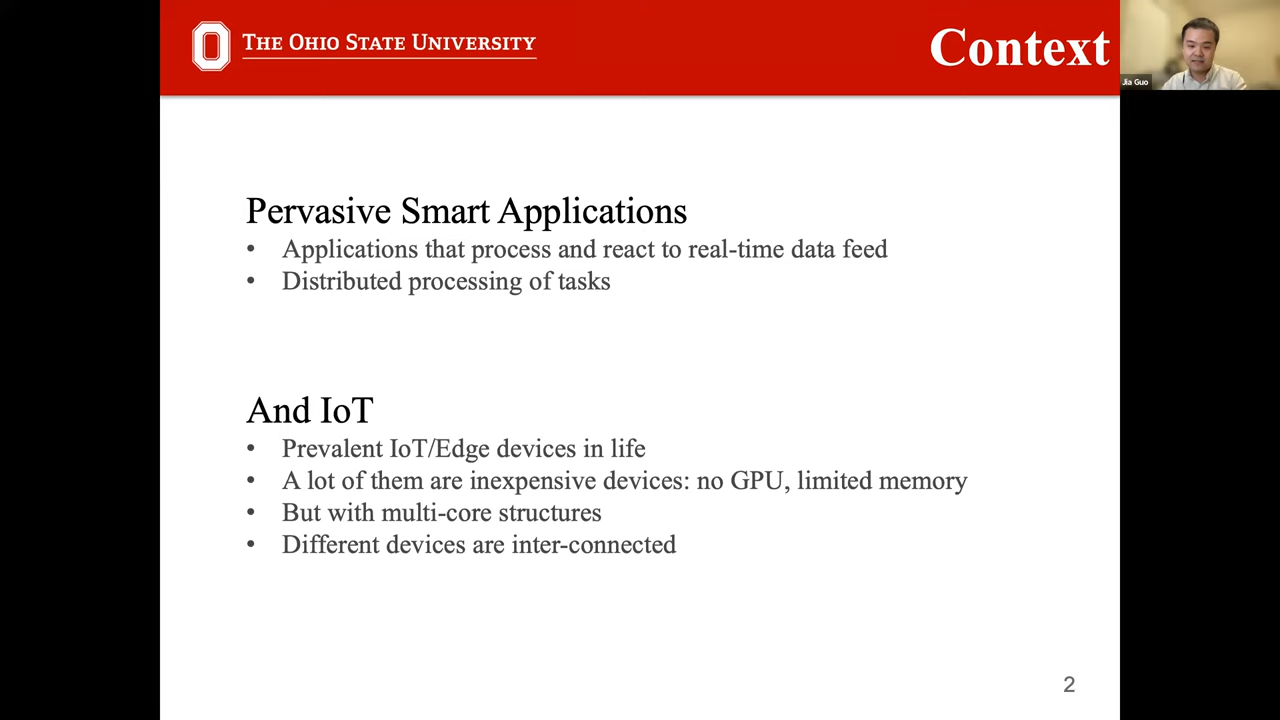 THE OHIO STATE UNIVERSITY
Context
Jia Guo
Pervasive Smart Applications
• Applications that process and react to real-time data feed
• Distributed processing of tasks
And IoT
• Prevalent IoT/Edge devices in life
• A lot of them are inexpensive devices: no GPU, limited memory
• But with multi-core structures
• Different devices are inter-connected
2